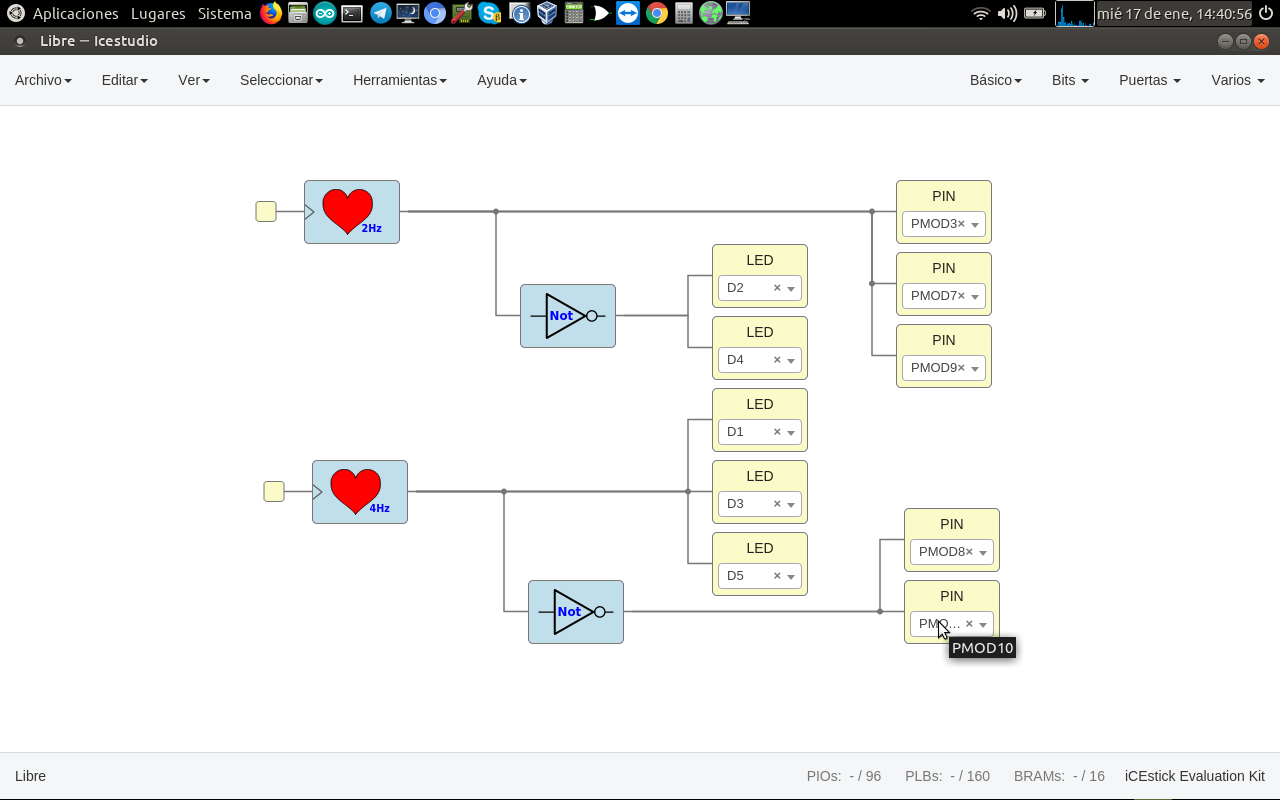 Aplicaciones Lugares Sistema mié 17 de ene, 14:40:56
Libre — Icestudio
Archivo Editar Ver Seleccionar Herramientas Ayuda Básico Bits Puertas Varios
2Hz
PIN
PMOD3×
PIN
PMOD7×
PIN
PMOD9×
Not
LED
D2 ×
LED
D4 ×
LED
D1 ×
LED
D3 ×
LED
D5 ×
4Hz
Not
PIN
PMOD8×
PIN
PMO... ×
PMOD10
Libre PIOs: - / 96 PLBs: - / 160 BRAMs: - / 16 iCEstick Evaluation Kit